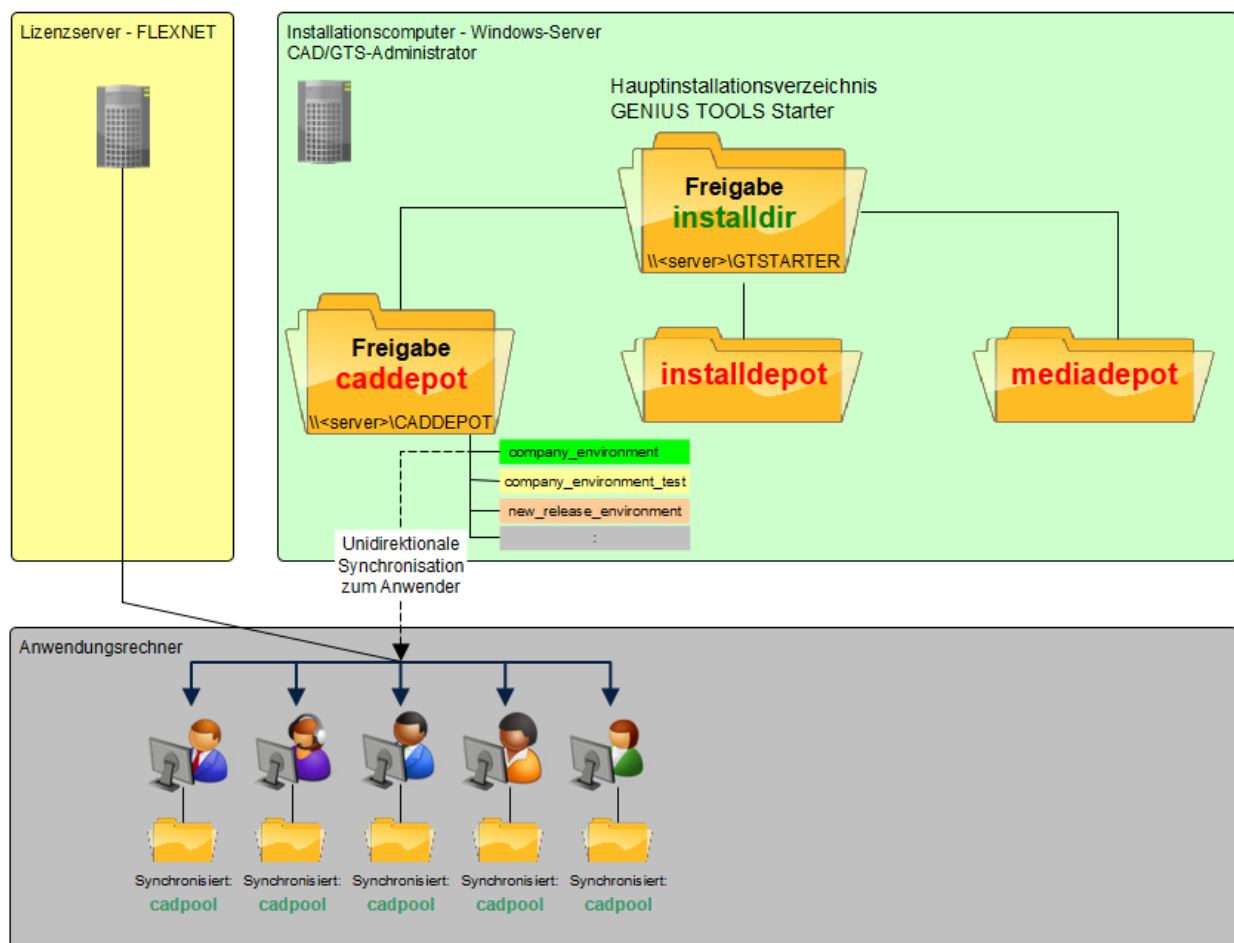 Lizenzserver - FLEXNET
Installationscomputer - Windows-Server
CAD/GTS-Administrator
Hauptinstallationsverzeichnis
GENIUS TOOLS Starter
Freigabe
installdir
\\<server>\GTSTARTER
Freigabe
caddepot
\\<server>\CADDEPOT
installdepot
mediadepot
company_environment
company_environment_test
new_release_environment
:
Unidirektionale
Synchronisation
zum Anwender
Anwendungsrechner
Synchronisiert: Synchronisiert: Synchronisiert: Synchronisiert: Synchronisiert:
cadpool cadpool cadpool cadpool cadpool